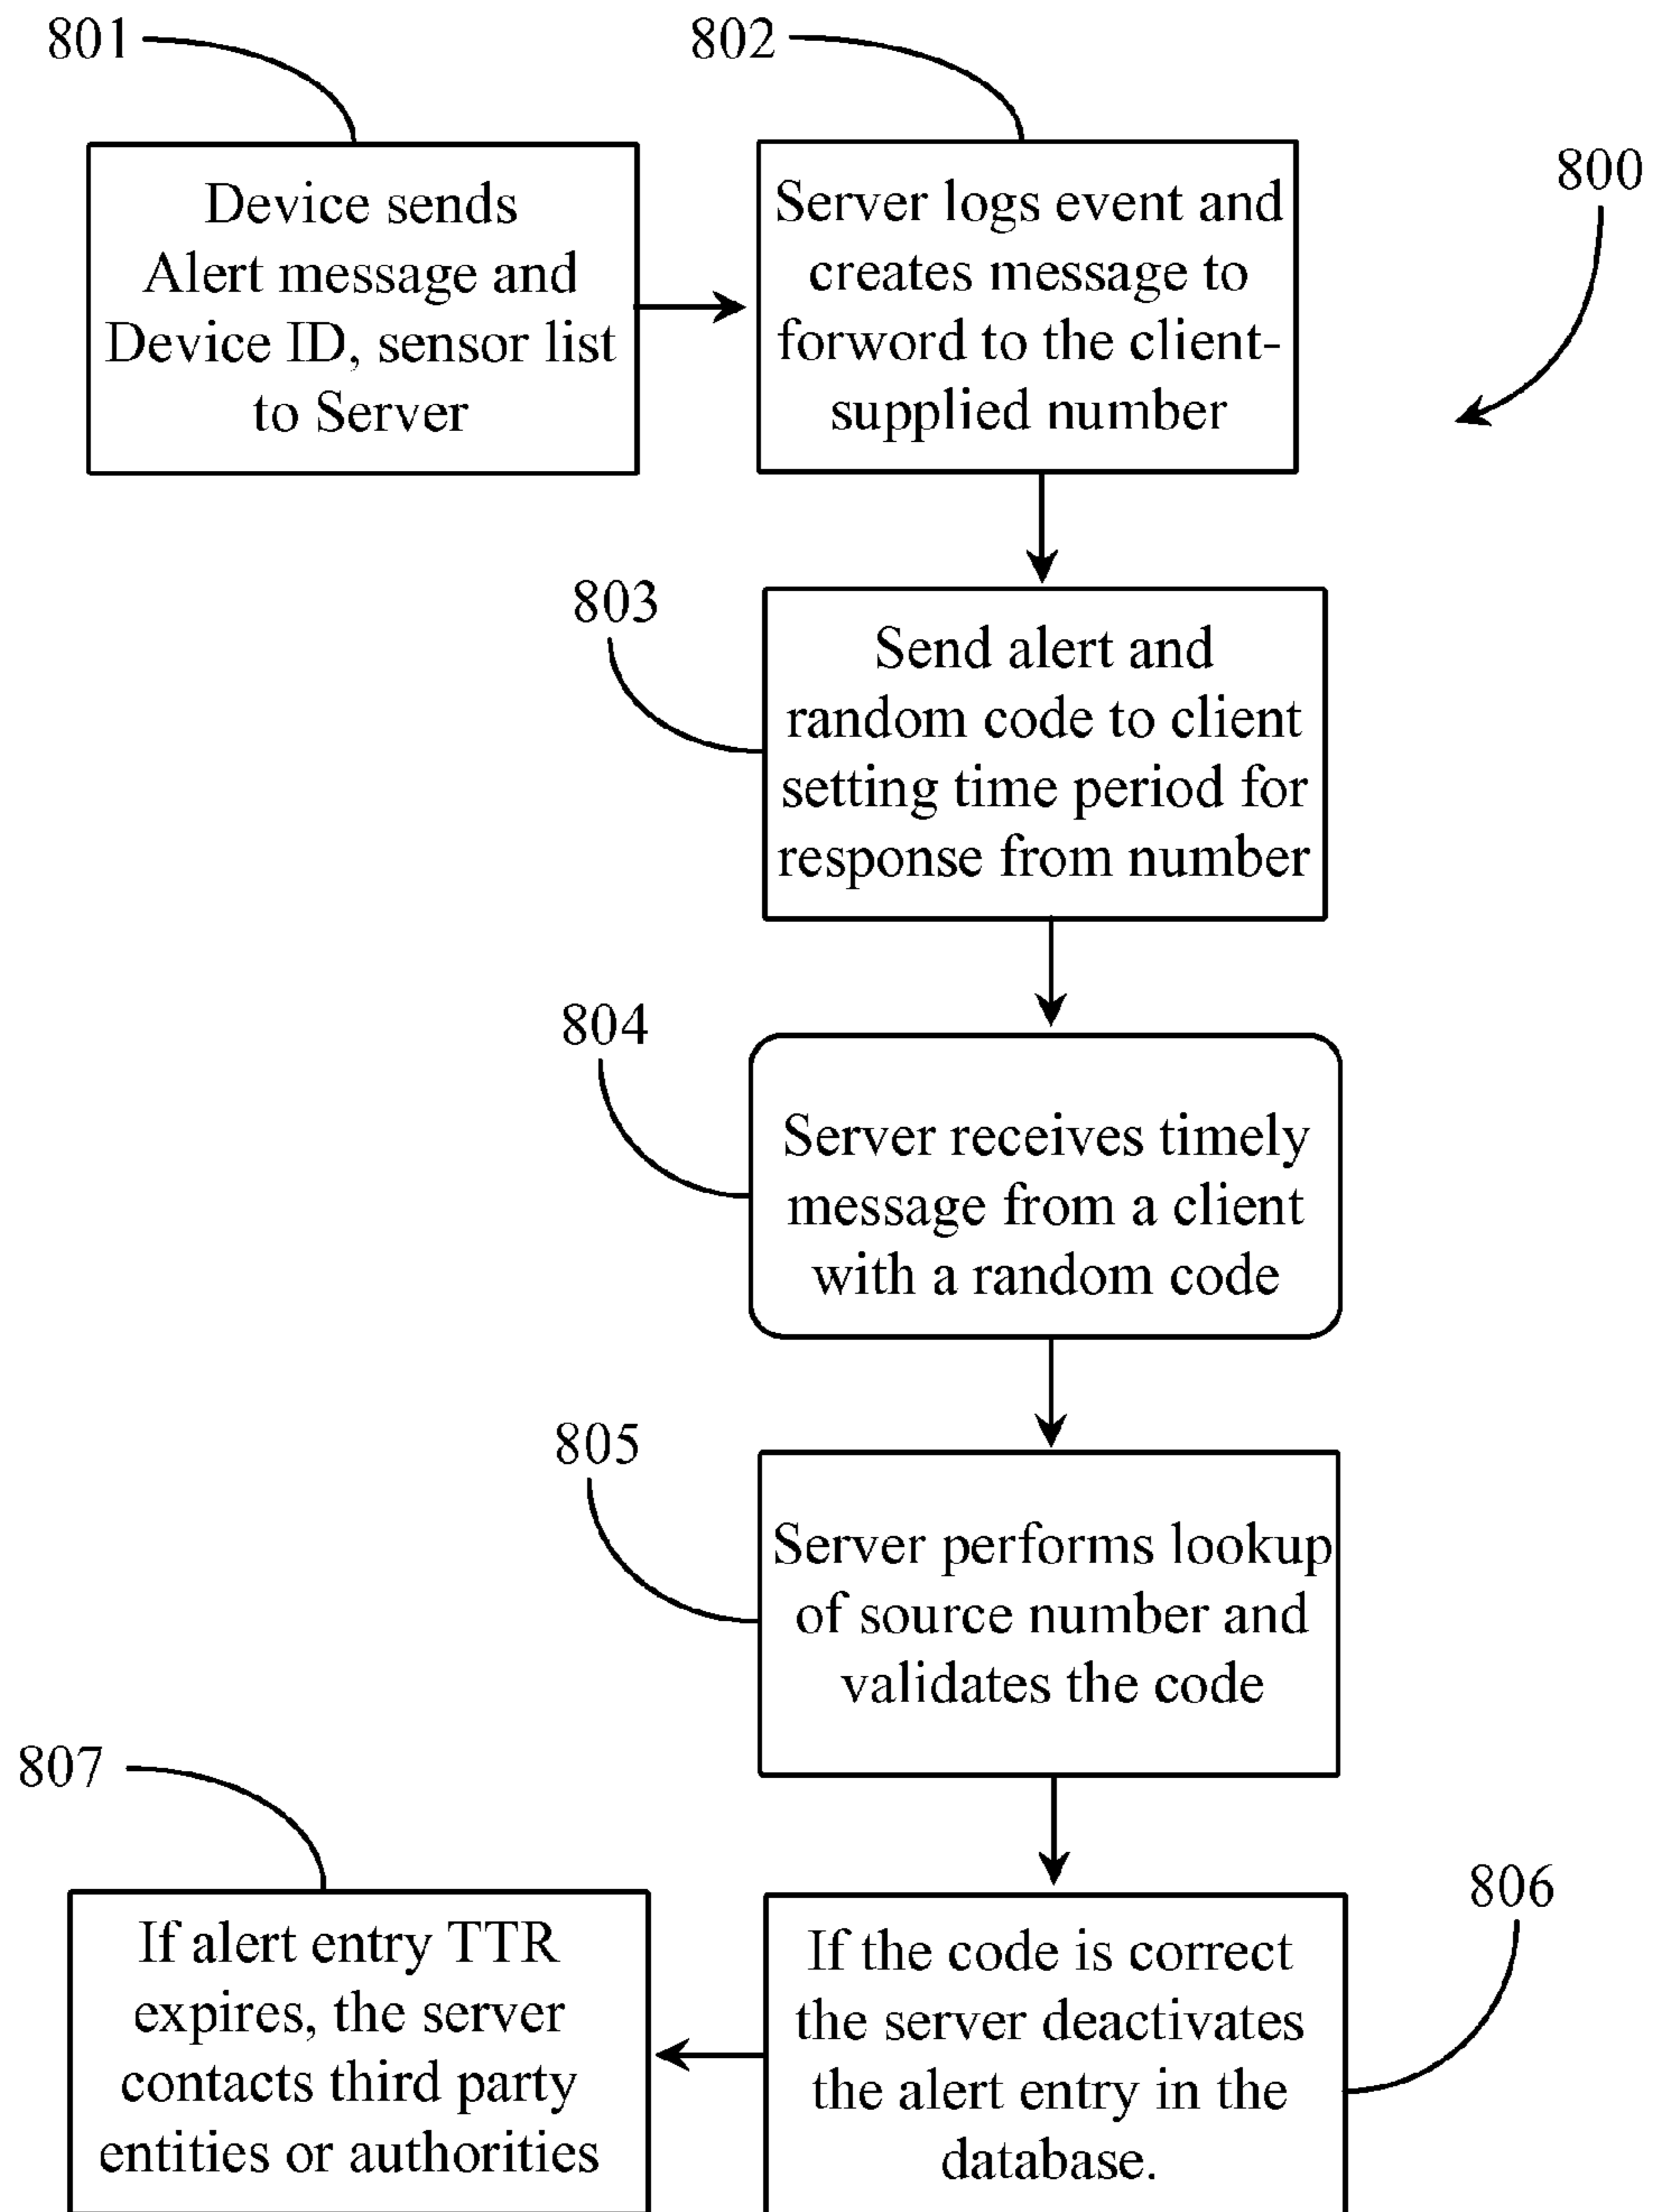 801
Device sends
Alert message and
Device ID, sensor list
to Server
802
Server logs event and
creates message to
forword to the client-
supplied number
800
803
Send alert and
random code to client
setting time period for
response from number
804
Server receives timely
message from a client
with a random code
805
Server performs lookup
of source number and
validates the code
806
If the code is correct
the server deactivates
the alert entry in the
database.
807
If alert entry TTR
expires, the server
contacts third party
entities or authorities